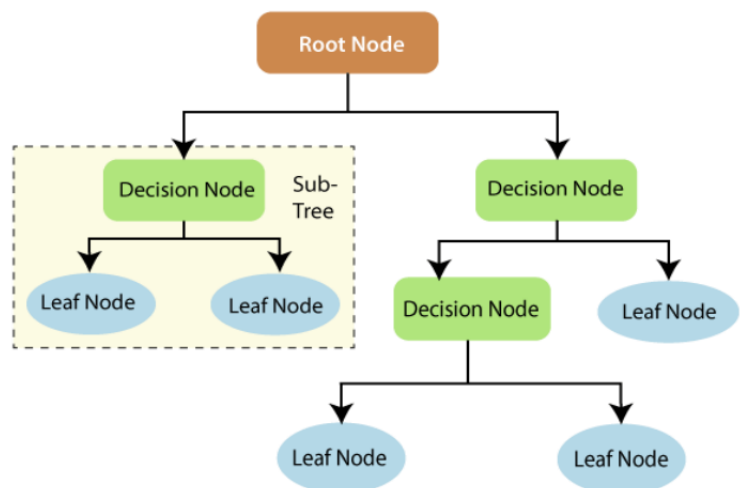 Root Node
Decision Node
Sub-
Tree
Decision Node
Leaf Node
Leaf Node
Decision Node
Leaf Node
Leaf Node
Leaf Node